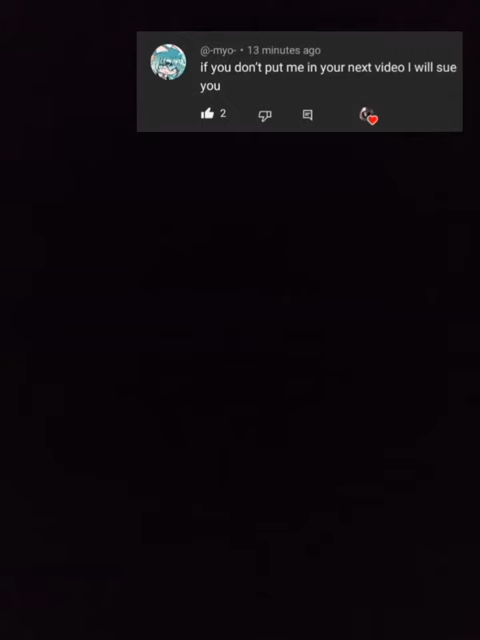 @-myo- • 13 minutes ago
if you don't put me in your next video I will sue
you
2